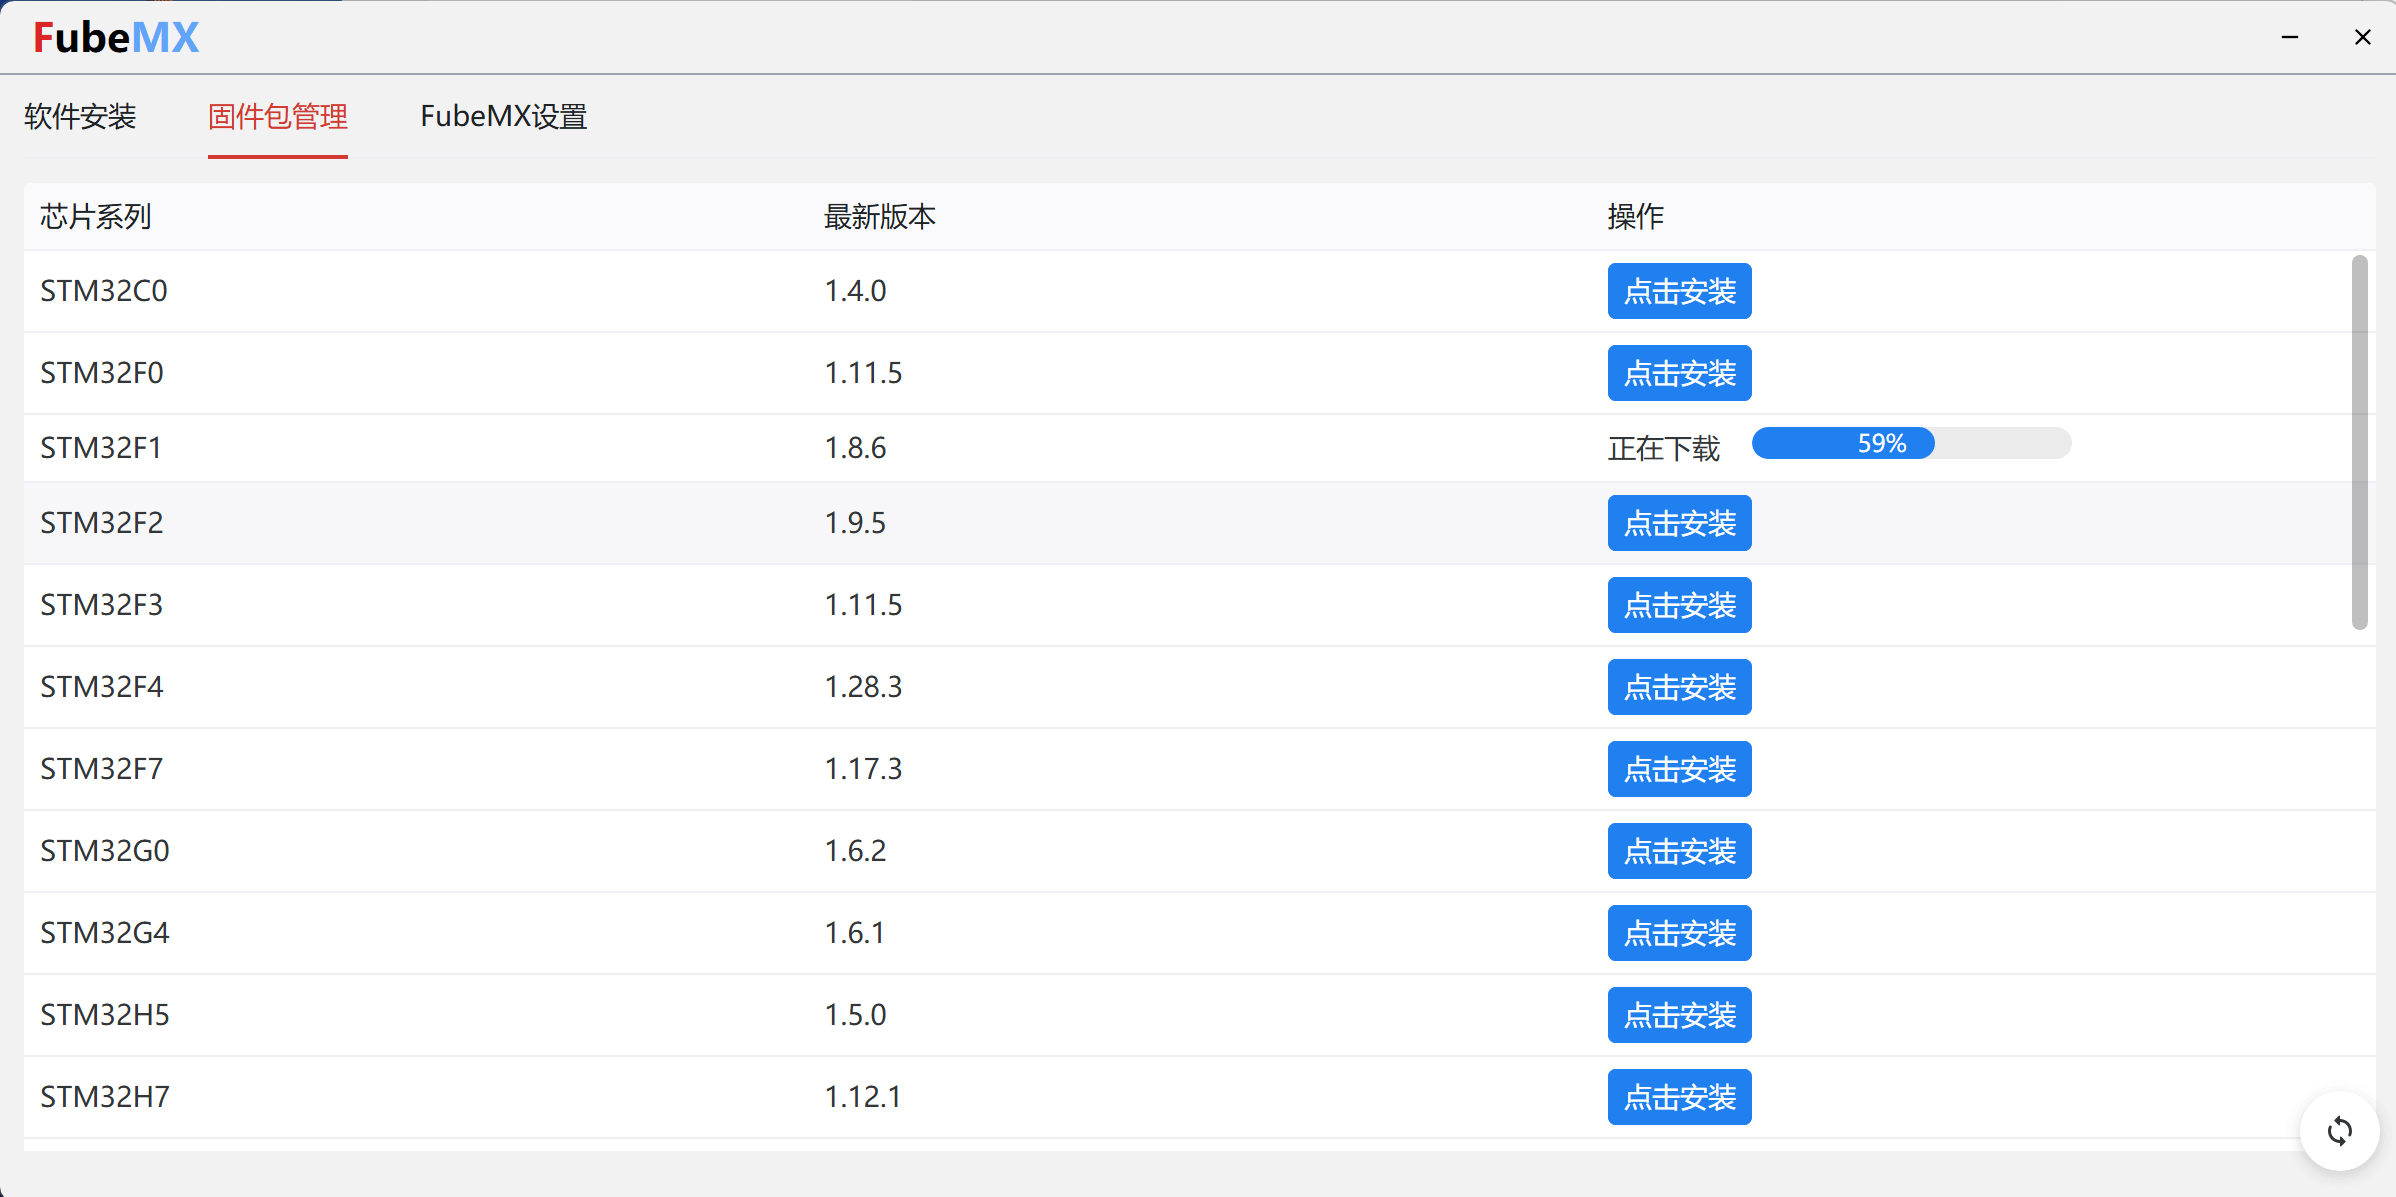 FubeMX
软件安装 固件包管理 FubeMX设置
芯片系列 最新版本 操作
STM32C0 1.4.0 点击安装
STM32F0 1.11.5 点击安装
STM32F1 1.8.6 正在下载 59%
STM32F2 1.9.5 点击安装
STM32F3 1.11.5 点击安装
STM32F4 1.28.3 点击安装
STM32F7 1.17.3 点击安装
STM32G0 1.6.2 点击安装
STM32G4 1.6.1 点击安装
STM32H5 1.5.0 点击安装
STM32H7 1.12.1 点击安装